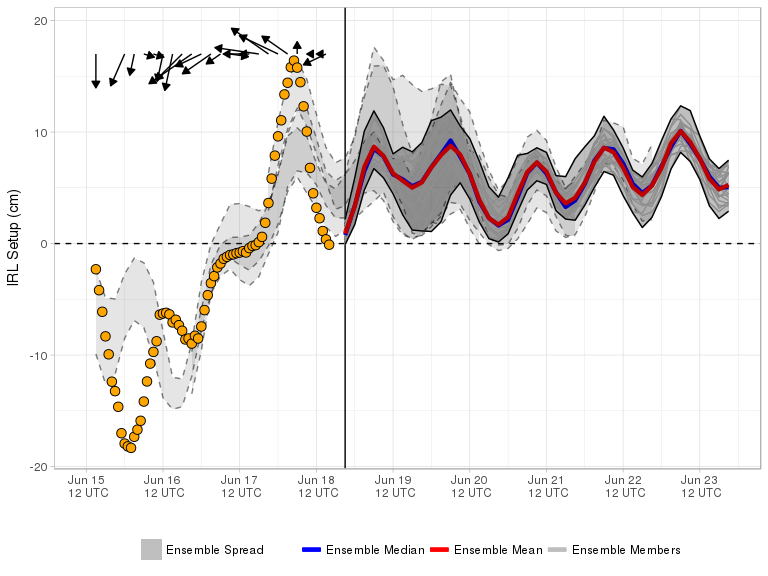 IRL Setup (cm)
20
10
0
-10
-20
Jun 15 Jun 16 Jun 17 Jun 18 Jun 19 Jun 20 Jun 21 Jun 22 Jun 23
12 UTC 12 UTC 12 UTC 12 UTC 12 UTC 12 UTC 12 UTC 12 UTC 12 UTC
Ensemble Spread Ensemble Median Ensemble Mean Ensemble Members